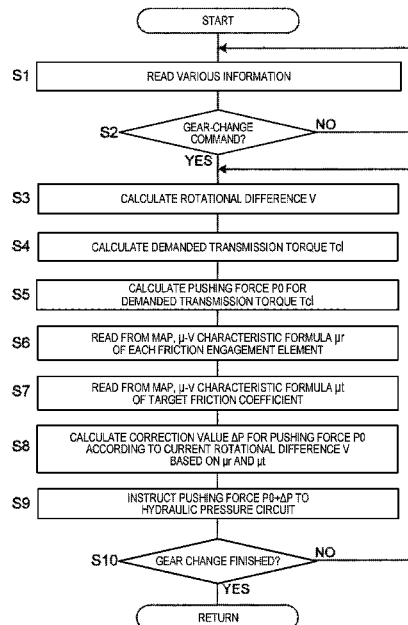 START
S1
READ VARIOUS INFORMATION
S2
GEAR-CHANGE
COMMAND?
NO
YES
S3
CALCULATE ROTATIONAL DIFFERENCE V
S4
CALCULATE DEMANDED TRANSMISSION TORQUE Tcl
S5
CALCULATE PUSHING FORCE P0 FOR
DEMANDED TRANSMISSION TORQUE Tcl
S6
READ FROM MAP, μ-V CHARACTERISTIC FORMULA μr
OF EACH FRICTION ENGAGEMENT ELEMENT
S7
READ FROM MAP, μ-V CHARACTERISTIC FORMULA μt
OF TARGET FRICTION COEFFICIENT
S8
CALCULATE CORRECTION VALUE ΔP FOR PUSHING FORCE P0
ACCORDING TO CURRENT ROTATIONAL DIFFERENCE V
BASED ON μr AND μt
S9
INSTRUCT PUSHING FORCE P0+ΔP TO
HYDRAULIC PRESSURE CIRCUIT
S10
GEAR CHANGE FINISHED?
NO
YES
RETURN